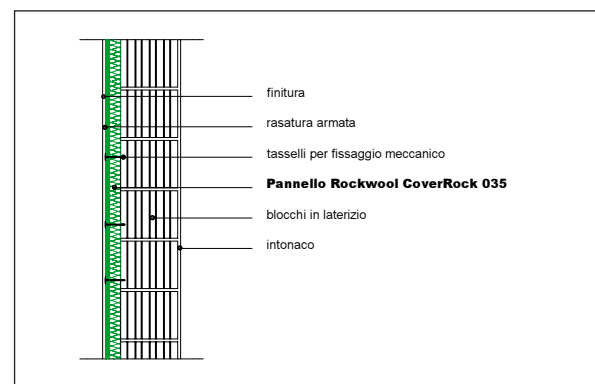 finitura
rasatura armata
tasselli per fissaggio meccanico
Pannello Rockwool CoverRock 035
blocchi in laterizio
intonaco